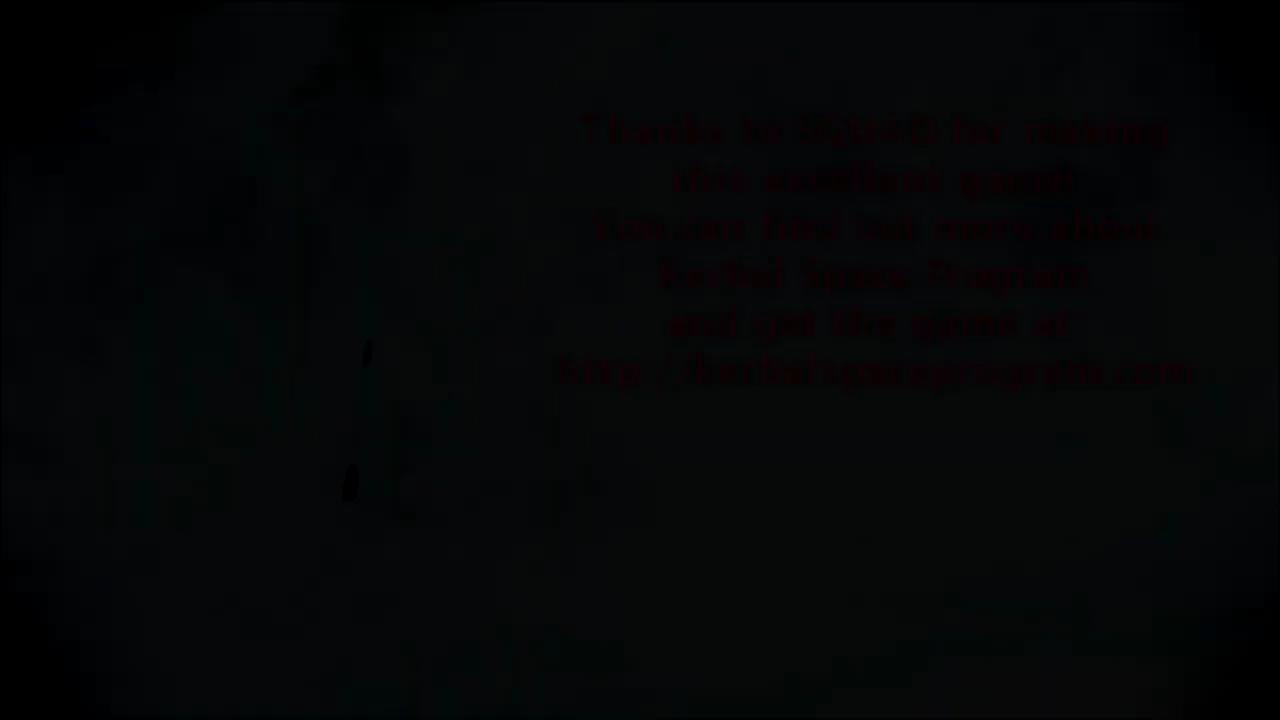 Thanks to SQUAD for making
this excellent game!
You can find out more about
Kerbal Space Program
and get the game at
http://kerbalspaceprogram.com